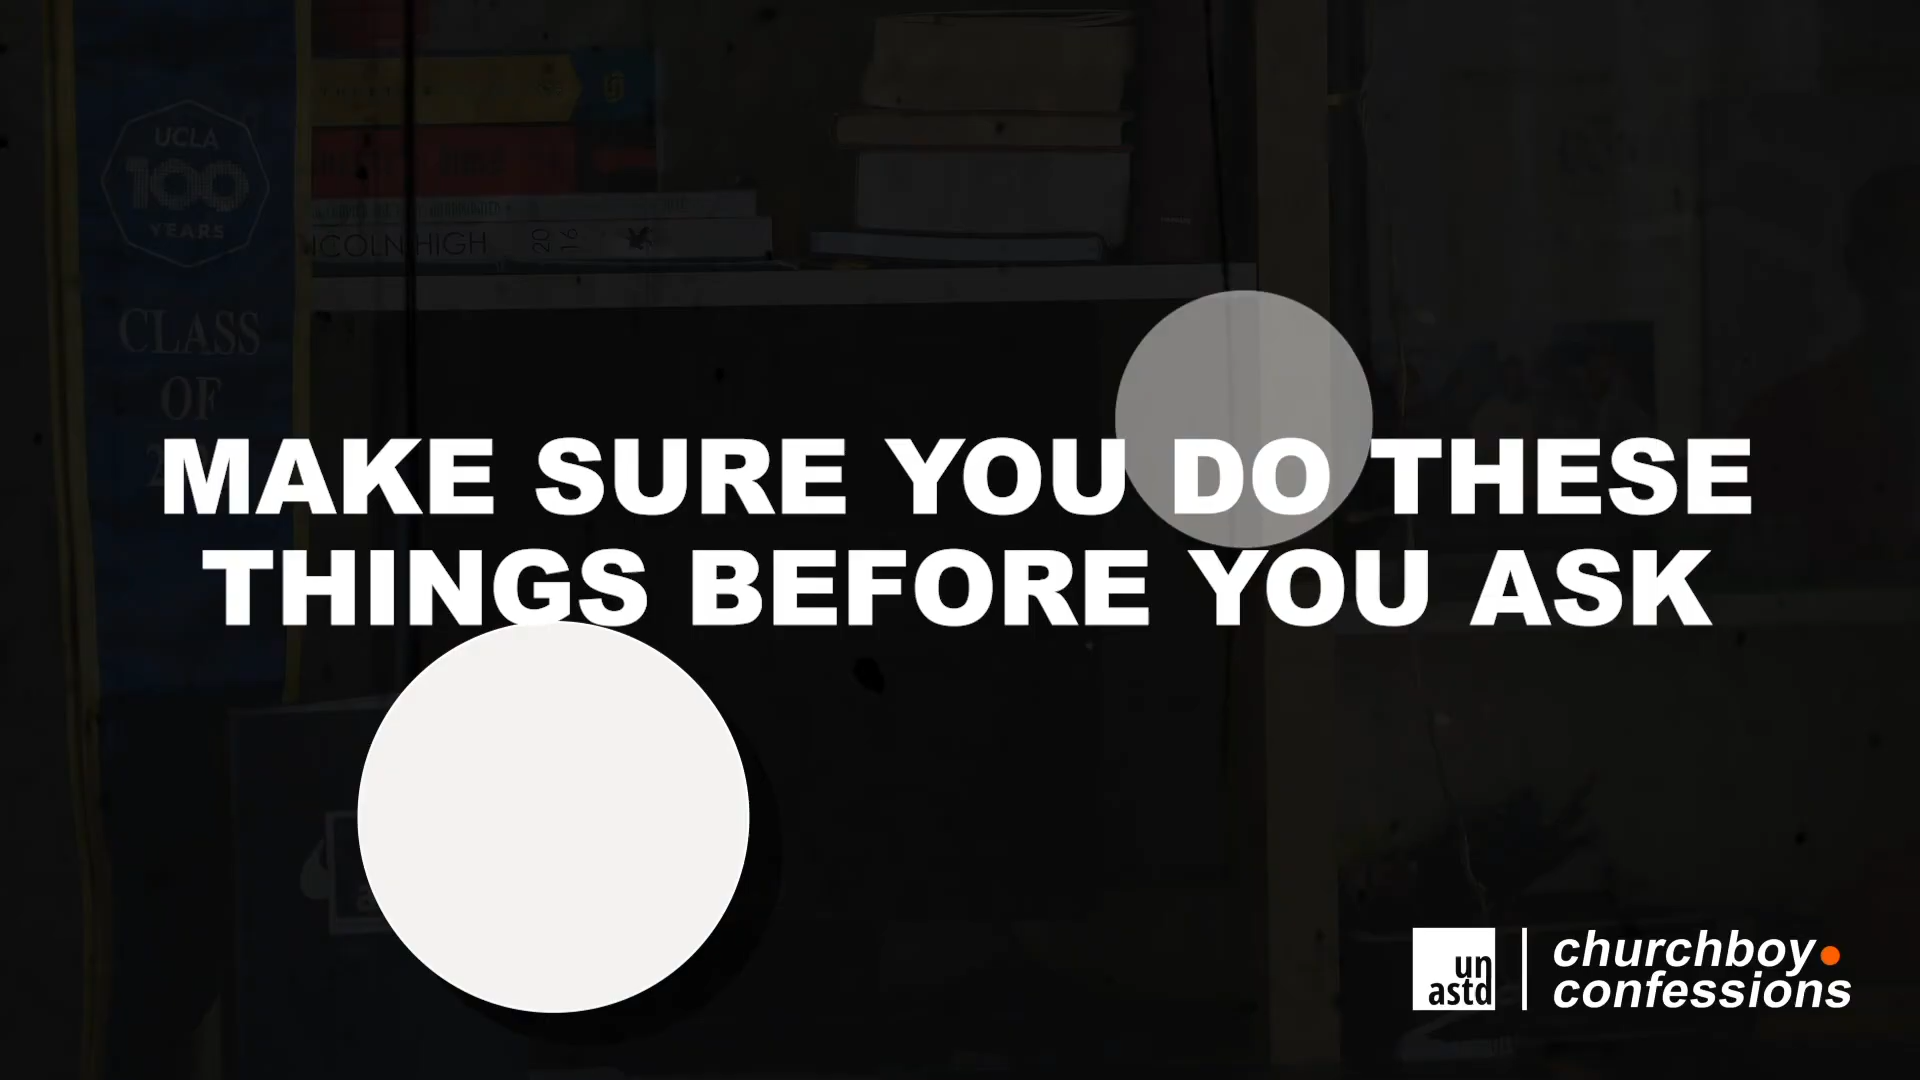 UCLA
100
YEARS
CLASS
OF
NCOLN HIGH
20
16
MAKE SURE YOU DO THESE
THINGS BEFORE YOU ASK
un
astd
churchboy
confessions